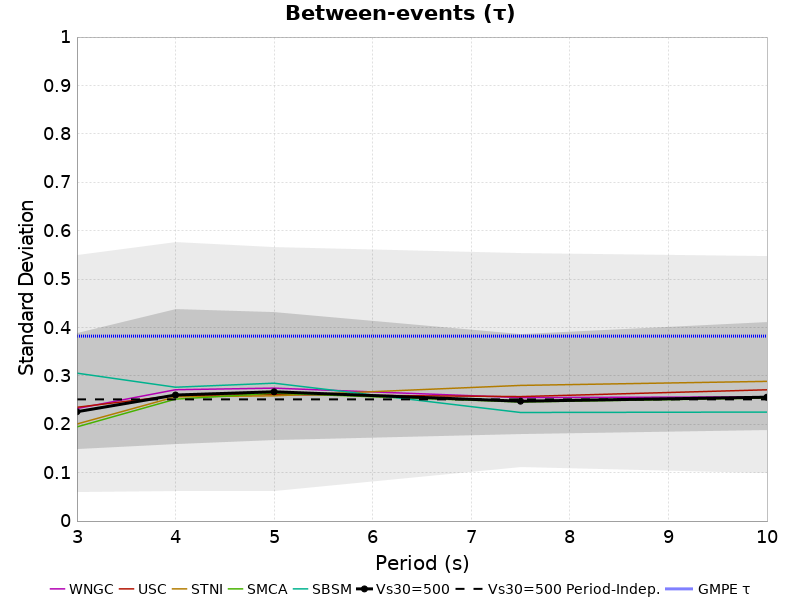 Between-events (τ)
Standard Deviation
1
0.9
0.8
0.7
0.6
0.5
0.4
0.3
0.2
0.1
0
3 4 5 6 7 8 9 10
Period (s)
WNGC USC STNI SMCA SBSM Vs30=500 Vs30=500 Period-Indep. GMPE τ